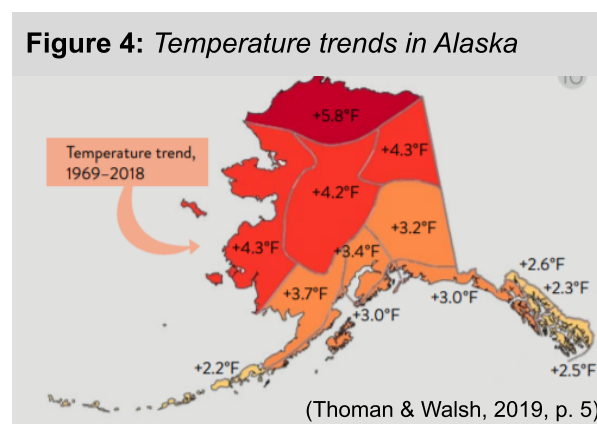 Figure 4: Temperature trends in Alaska
+5.8°F
Temperature trend,
1969–2018
+4.3°F
+4.2°F
+3.2°F
+4.3°F
+3.4°F
+2.6°F
+2.3°F
+3.7°F
+3.0°F
+3.0°F
+2.2°F
+2.5°F
(Thoman & Walsh, 2019, p. 5)